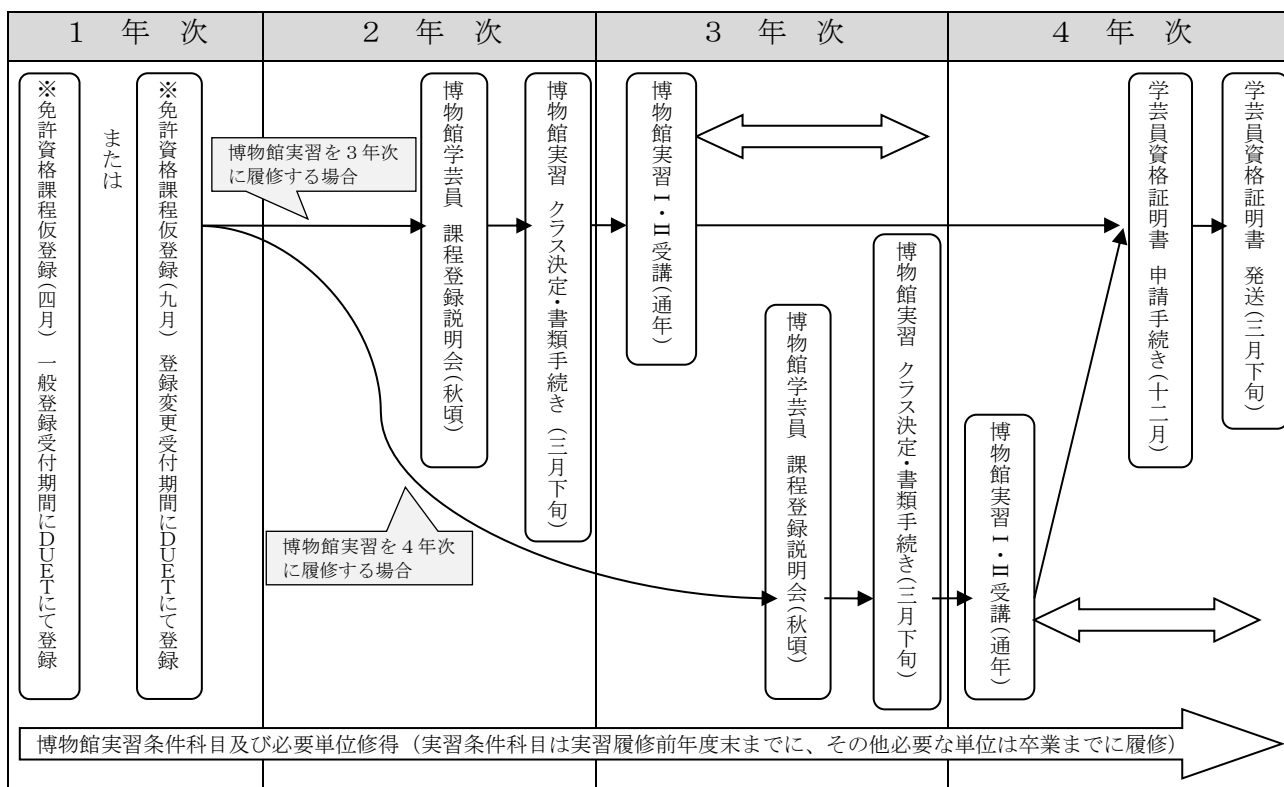 1 年 次
2 年 次
3 年 次
4 年 次
※免許資格課程仮登録(四月) 一般登録受付期間にDUETにて登録
または
※免許資格課程仮登録(九月) 登録変更受付期間にDUETにて登録
博物館実習を3年次
に履修する場合
博物館学芸員 課程登録説明会(秋頃)
博物館実習 クラス決定・書類手続き(三月下旬)
博物館実習Ⅰ・Ⅱ受講(通年)
学芸員資格証明書 申請手続き(十二月)
学芸員資格証明書 発送(三月下旬)
博物館実習を4年次
に履修する場合
博物館学芸員 課程登録説明会(秋頃)
博物館実習 クラス決定・書類手続き(三月下旬)
博物館実習Ⅰ・Ⅱ受講(通年)
博物館実習条件科目及び必要単位修得(実習条件科目は実習履修前年度末までに、その他必要な単位は卒業までに履修)